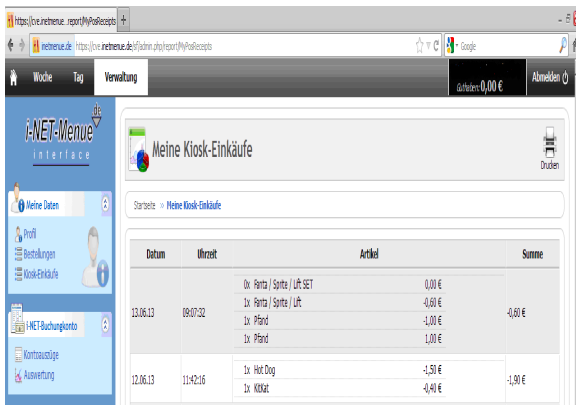 https://cve.inetmenue...report/MyPosReceipts
inetmenue.de https://cve.inetmenue.de/sf/admn.php/report/MyPosReceipts
Google
Woche Tag Verwaltung
Guthaben: 0,00 € Abmelden
i-NET-Menue.de
interface
Meine Kiosk-Einkäufe
Drucken
Meine Daten
Startseite >> Meine Kiosk-Einkäufe
Profil
Bestellungen
Kiosk-Einkäufe
i-NET-Buchungkonto
Kontoauszüge
Auswertung
Datum Uhrzeit Artikel Summe
13.06.13 09:07:32 -0,60 €
0x Fanta / Sprite / Lift SET 0,00 €
1x Fanta / Sprite / Lift -0,60 €
1x Pfand -1,00 €
1x Pfand 1,00 €
12.06.13 11:42:16 -1,90 €
1x Hot Dog -1,50 €
1x KitKat -0,40 €